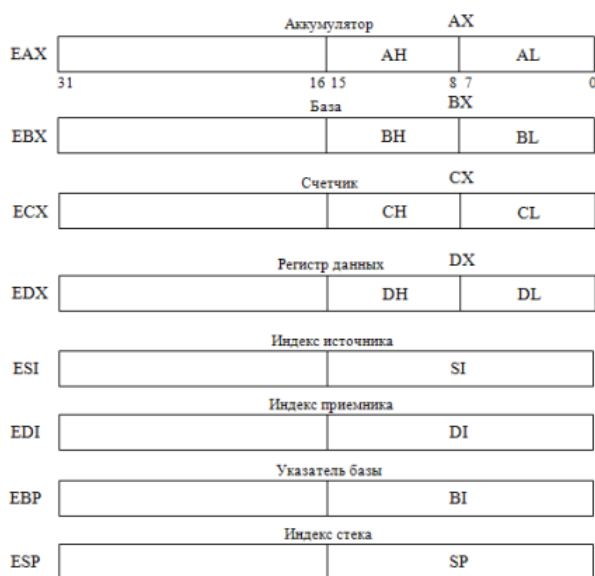 Аккумулятор AX
EAX AH AL
31 16 15 8 7 0
База BX
EBX BH BL
Счетчик CX
ECX CH CL
Регистр данных DX
EDX DH DL
Индекс источника
ESI SI
Индекс приемника
EDI DI
Указатель базы
EBP BI
Индекс стека
ESP SP